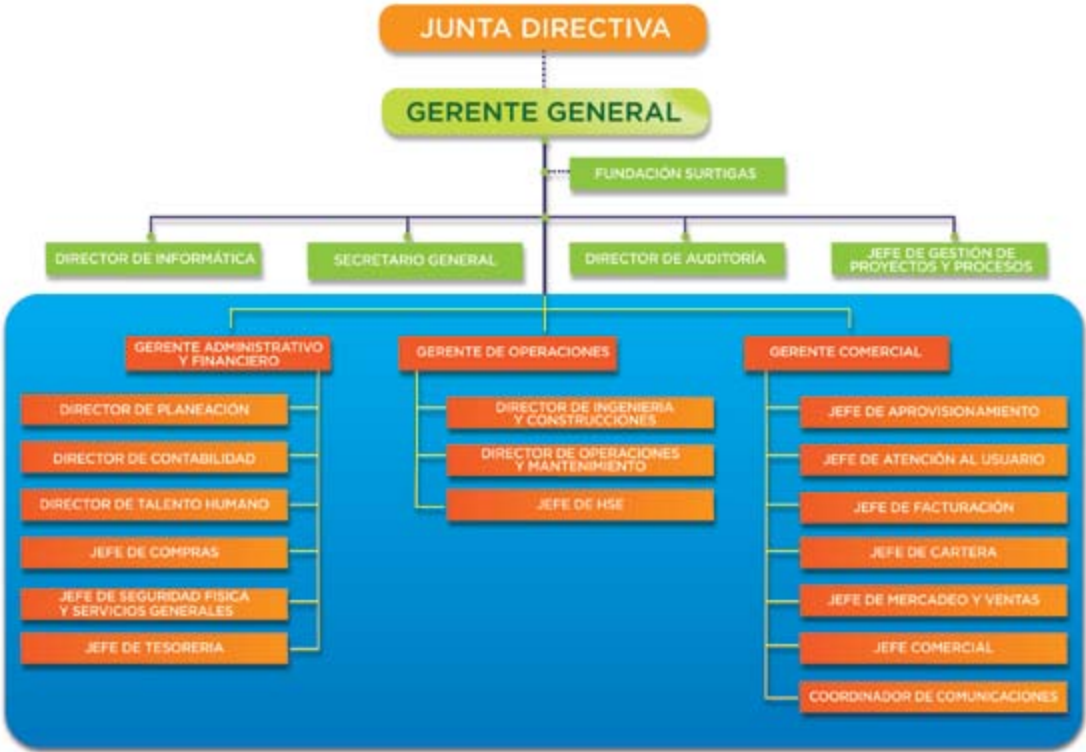 JUNTA DIRECTIVA
GERENTE GENERAL
FUNDACIÓN SURTIGAS
DIRECTOR DE INFORMÁTICA
SECRETARIO GENERAL
DIRECTOR DE AUDITORÍA
JEFE DE GESTIÓN DE
PROYECTOS Y PROCESOS
GERENTE ADMINISTRATIVO
Y FINANCIERO
DIRECTOR DE PLANEACIÓN
DIRECTOR DE CONTABILIDAD
DIRECTOR DE TALENTO HUMANO
JEFE DE COMPRAS
JEFE DE SEGURIDAD FISICA
Y SERVICIOS GENERALES
JEFE DE TESORERIA
GERENTE DE OPERACIONES
DIRECTOR DE INGENIERIA
Y CONSTRUCCIONES
DIRECTOR DE OPERACIONES
Y MANTENIMIENTO
JEFE DE HSE
GERENTE COMERCIAL
JEFE DE APROVISIONAMIENTO
JEFE DE ATENCIÓN AL USUARIO
JEFE DE FACTURACIÓN
JEFE DE CARTERA
JEFE DE MERCADEO Y VENTAS
JEFE COMERCIAL
COORDINADOR DE COMUNICACIONES